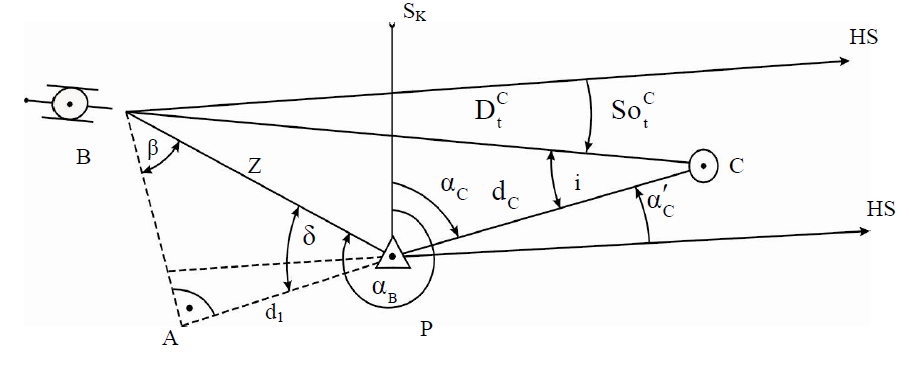 S_K
HS
D_t^C So_t^C
B β Z
α_C d_C i α'_C C
HS
δ
α_B
d_1
A P